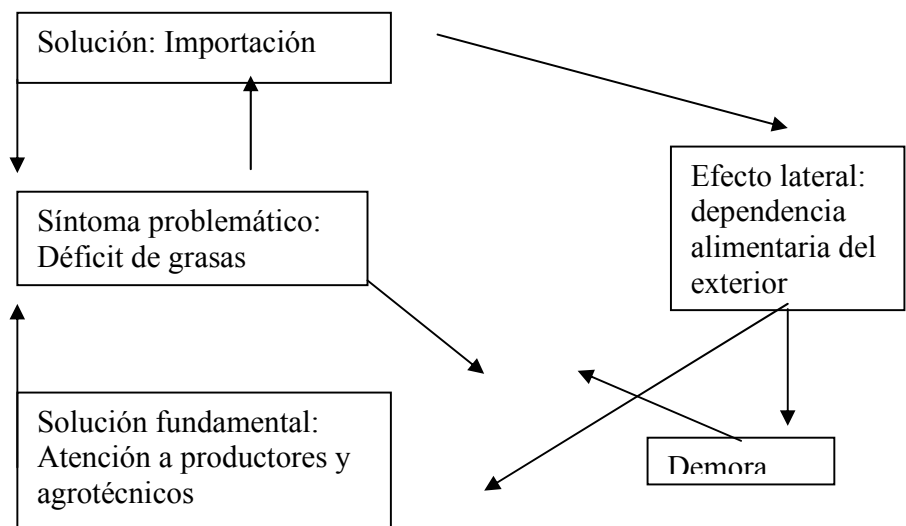 Solución: Importación
Efecto lateral:
dependencia
alimentaria del
exterior
Síntoma problemático:
Déficit de grasas
Solución fundamental:
Atención a productores y
agrotécnicos
Demora